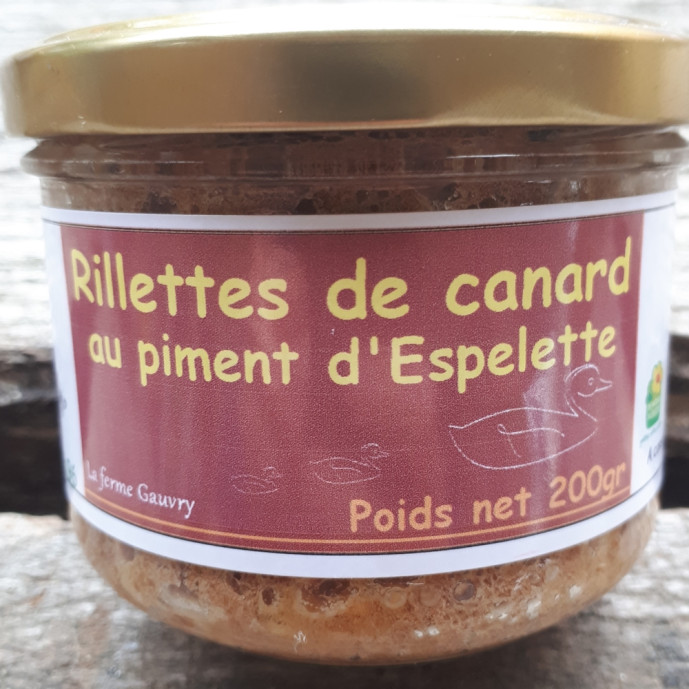 Rillettes de canard
au piment d'Espelette
La ferme Gauvry
Poids net 200gr